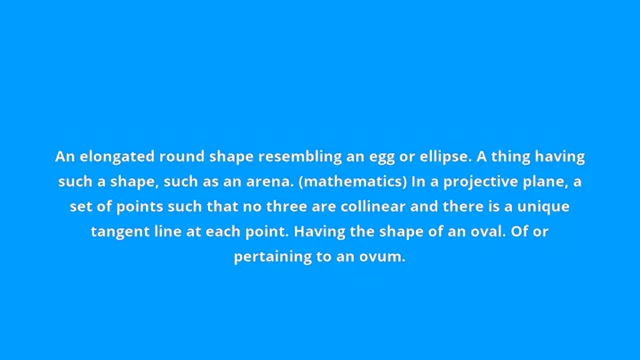 An elongated round shape resembling an egg or ellipse. A thing having
such a shape, such as an arena. (mathematics) In a projective plane, a
set of points such that no three are collinear and there is a unique
tangent line at each point. Having the shape of an oval. Of or
pertaining to an ovum.